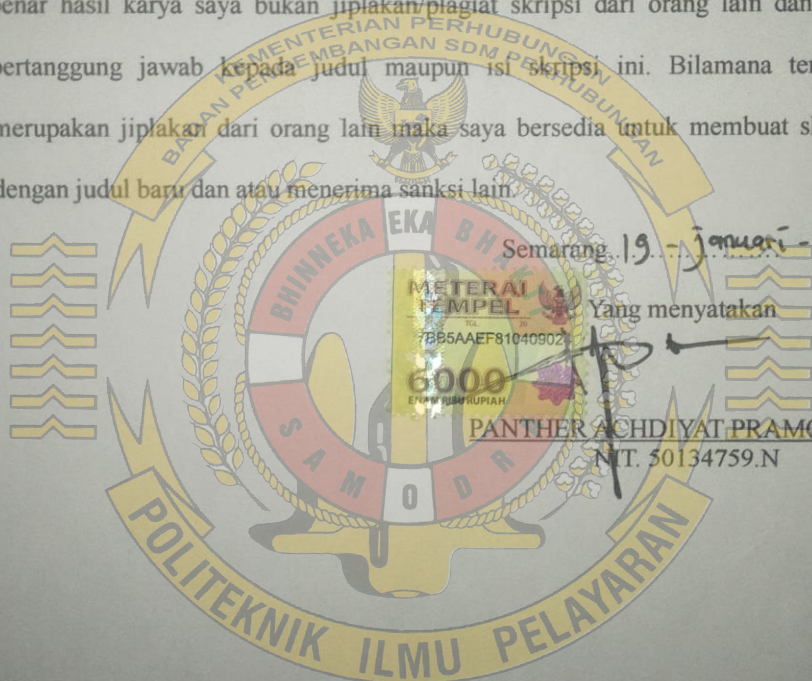 benar hasil karya saya bukan jiplakan/plagiat skripsi dari orang lain dan
bertanggung jawab kepada judul maupun isi skripsi ini. Bilamana
merupakan jiplakan dari orang lain maka saya bersedia untuk membuat
dengan judul baru dan atau menerima sanksi lain.
KEMENTERIAN PERHUBUNGAN
BADAN PENGEMBANGAN SDM PERHUBUNGAN
BHINNEKA EKA BHAKTI
Semarang, 19 - januari -
METERAI
TEMPEL
TGL. 20
7BB5AAEF810409024
6000
ENAM RIBU RUPIAH
Yang menyatakan
PANTHER ACHDIYAT
NIT. 50134759.N
SAMODRA
POLITEKNIK ILMU PELAYARAN